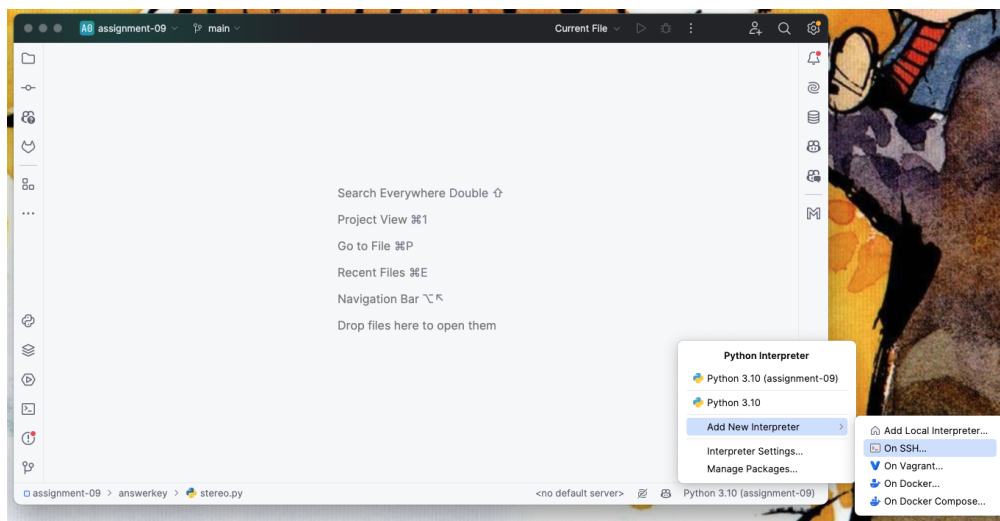 A0 assignment-09 main Current File
Search Everywhere Double ⇧
Project View ⌘1
Go to File ⌘P
Recent Files ⌘E
Navigation Bar ⌥↖
Drop files here to open them
Python Interpreter
Python 3.10 (assignment-09)
Python 3.10
Add New Interpreter
Interpreter Settings...
Manage Packages...
Add Local Interpreter...
On SSH...
On Vagrant...
On Docker...
On Docker Compose...
assignment-09 > answerkey > stereo.py <no default server> Python 3.10 (assignment-09)